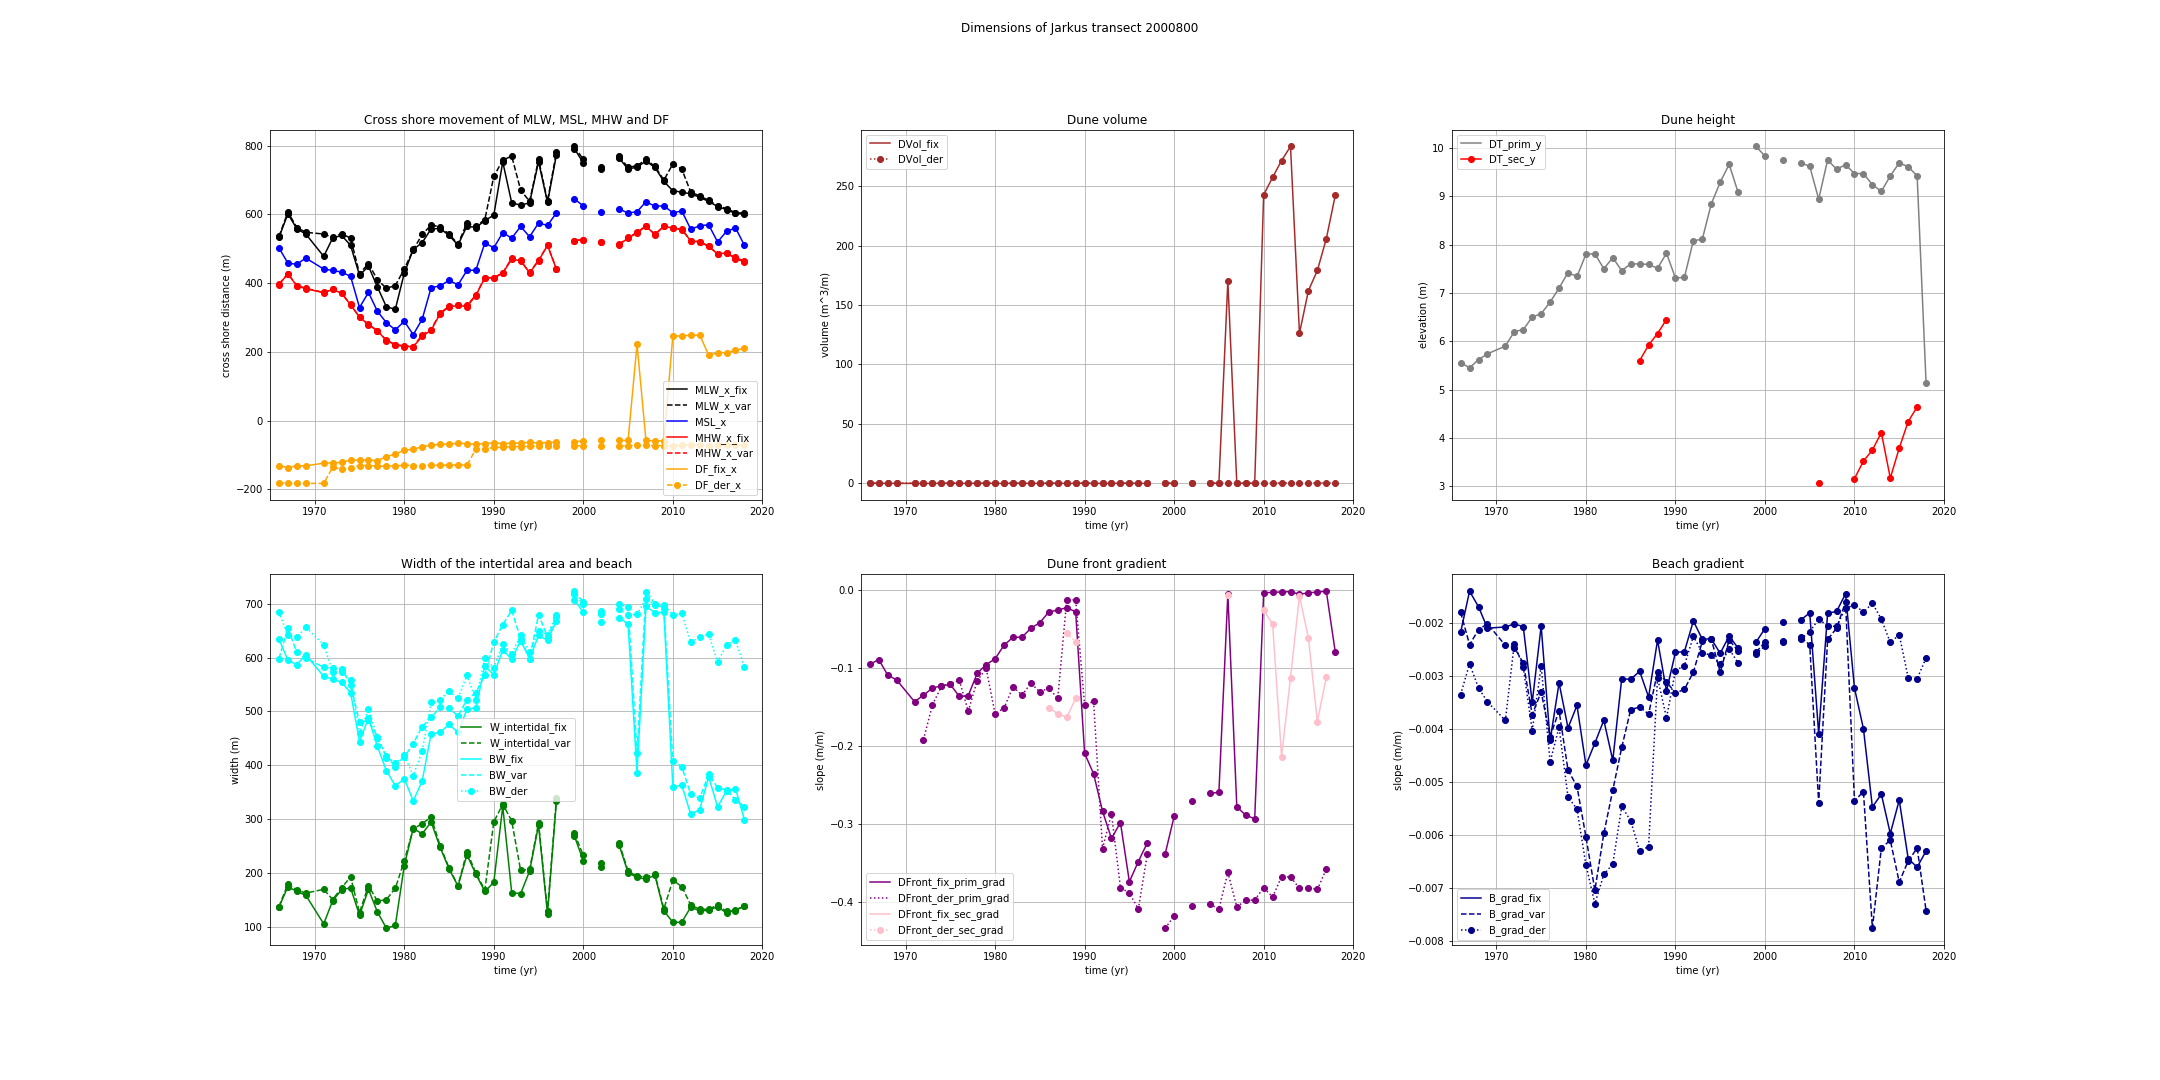 Dimensions of Jarkus transect 2000800
Cross shore movement of MLW, MSL, MHW and DF
cross shore distance (m)
800
600
400
200
0
−200
1970 1980 1990 2000 2010 2020
time (yr)
MLW_x_fix
MLW_x_var
MSL_x
MHW_x_fix
MHW_x_var
DF_fix_x
DF_der_x
Dune volume
volume (m^3/m)
250
200
150
100
50
0
1970 1980 1990 2000 2010 2020
time (yr)
DVol_fix
DVol_der
Dune height
elevation (m)
10
9
8
7
6
5
4
3
1970 1980 1990 2000 2010 2020
time (yr)
DT_prim_y
DT_sec_y
Width of the intertidal area and beach
width (m)
700
600
500
400
300
200
100
1970 1980 1990 2000 2010 2020
time (yr)
W_intertidal_fix
W_intertidal_var
BW_fix
BW_var
BW_der
Dune front gradient
slope (m/m)
0.0
−0.1
−0.2
−0.3
−0.4
1970 1980 1990 2000 2010 2020
time (yr)
DFront_fix_prim_grad
DFront_der_prim_grad
DFront_fix_sec_grad
DFront_der_sec_grad
Beach gradient
slope (m/m)
−0.002
−0.003
−0.004
−0.005
−0.006
−0.007
−0.008
1970 1980 1990 2000 2010 2020
time (yr)
B_grad_fix
B_grad_var
B_grad_der